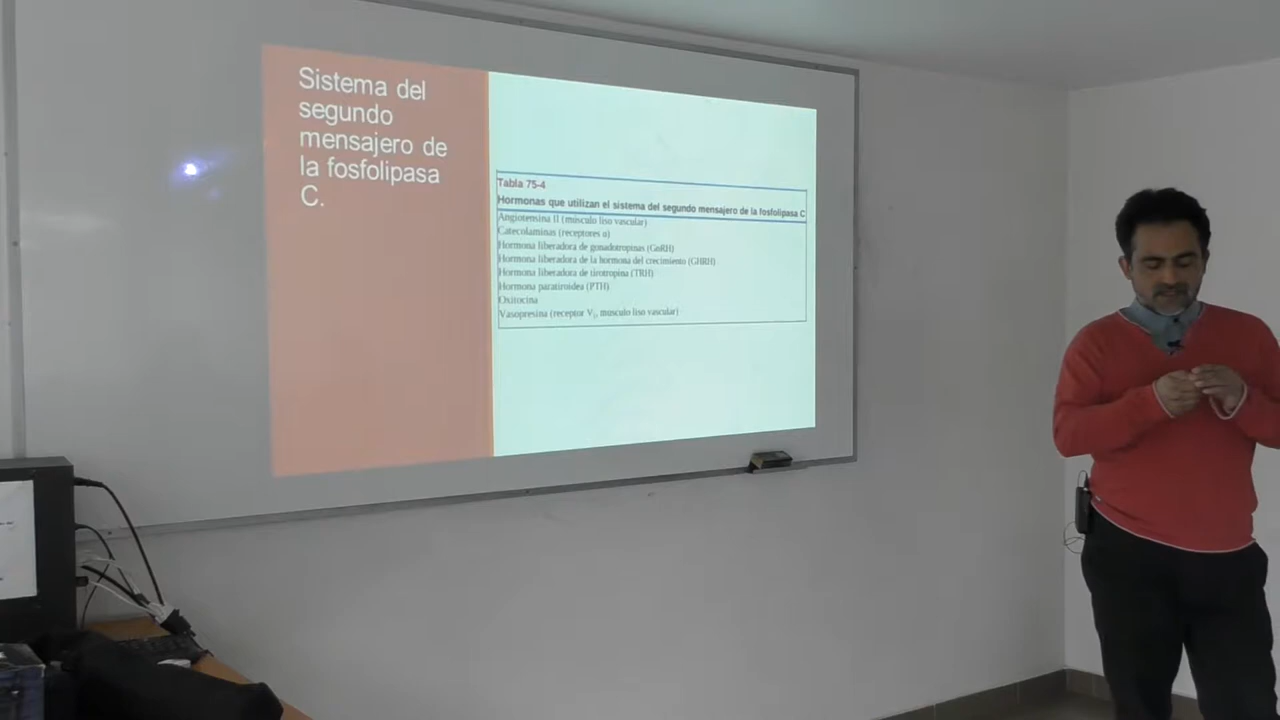 Sistema del
segundo
mensajero de
la fosfolipasa
C.
Tabla 75-4
Hormonas que utilizan el sistema del segundo mensajero de la fosfolipasa C
Angiotensina II (músculo liso vascular)
Catecolaminas (receptores α)
Hormona liberadora de gonadotropinas (GnRH)
Hormona liberadora de la hormona del crecimiento (GHRH)
Hormona liberadora de tirotropina (TRH)
Hormona paratiroidea (PTH)
Oxitocina
Vasopresina (receptor V₁, músculo liso vascular)